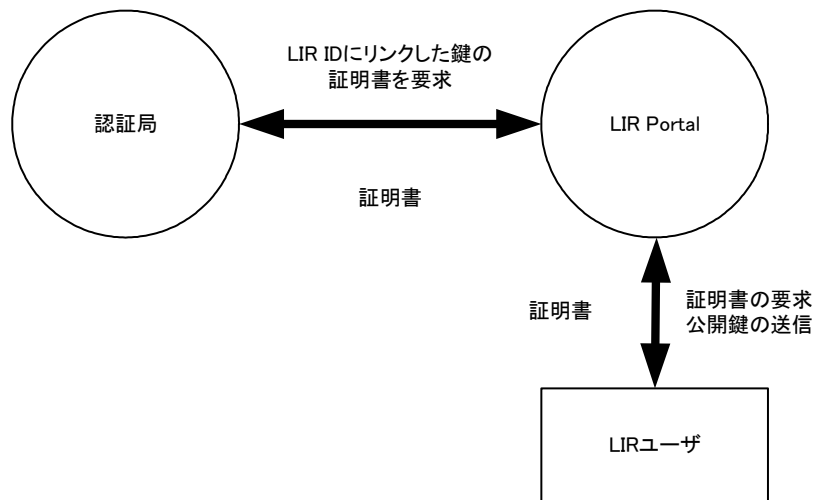 LIR IDにリンクした鍵の
証明書を要求
認証局
LIR Portal
証明書
証明書
証明書の要求
公開鍵の送信
LIRユーザ